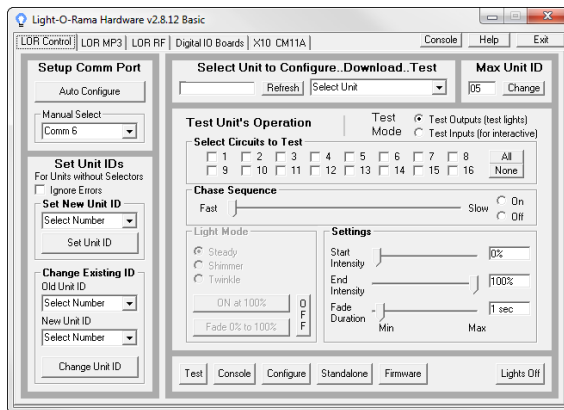 Light-O-Rama Hardware v2.8.12 Basic
LOR Control LOR MP3 LOR RF Digital IO Boards X10 CM11A Console Help Exit
Setup Comm Port
Auto Configure
Manual Select
Comm 6
Set Unit IDs
For Units without Selectors
Ignore Errors
Set New Unit ID
Select Number
Set Unit ID
Change Existing ID
Old Unit ID
Select Number
New Unit ID
Select Number
Change Unit ID
Select Unit to Configure..Download..Test
Refresh Select Unit
Max Unit ID
05 Change
Test Unit's Operation
Test Mode
Test Outputs (test lights)
Test Inputs (for interactive)
Select Circuits to Test
1 2 3 4 5 6 7 8 All
9 10 11 12 13 14 15 16 None
Chase Sequence
Fast Slow
On
Off
Light Mode
Steady
Shimmer
Twinkle
ON at 100%
Fade 0% to 100%
OFF
Settings
Start Intensity 0%
End Intensity 100%
Fade Duration 1 sec
Min Max
Test Console Configure Standalone Firmware Lights Off